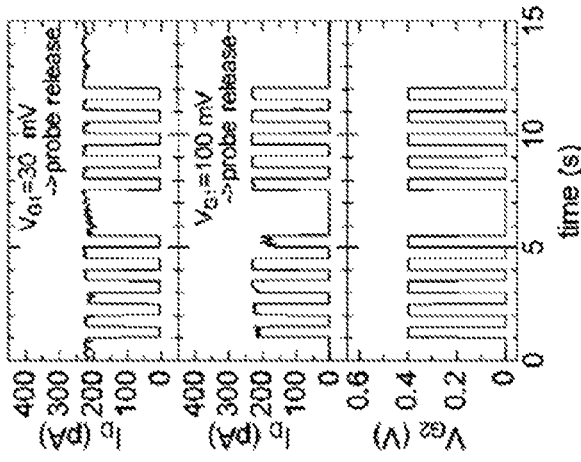 V_G1=30 mV
->probe release
400
300
200
100
0
I_D (pA)
V_G1=100 mV
->probe release
400
300
200
100
0
I_D (pA)
0.6
0.4
0.2
0
V_G2 (V)
0 5 10 15
time (s)